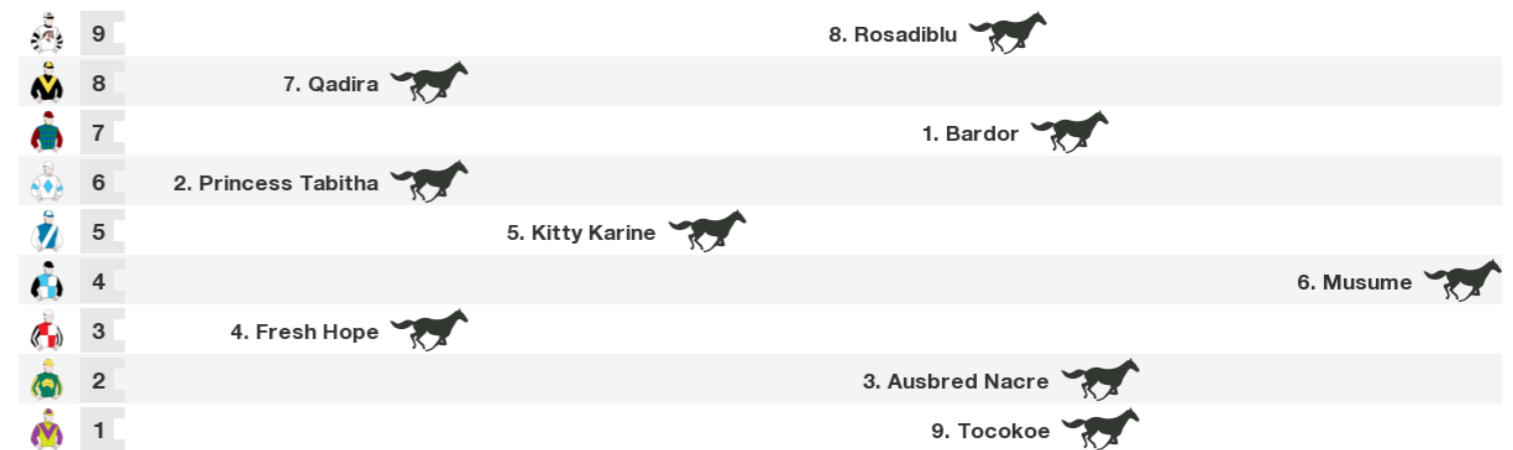 9 8. Rosadiblu
8 7. Qadira
7 1. Bardor
6 2. Princess Tabitha
5 5. Kitty Karine
4 6. Musume
3 4. Fresh Hope
2 3. Ausbred Nacre
1 9. Tocokoe